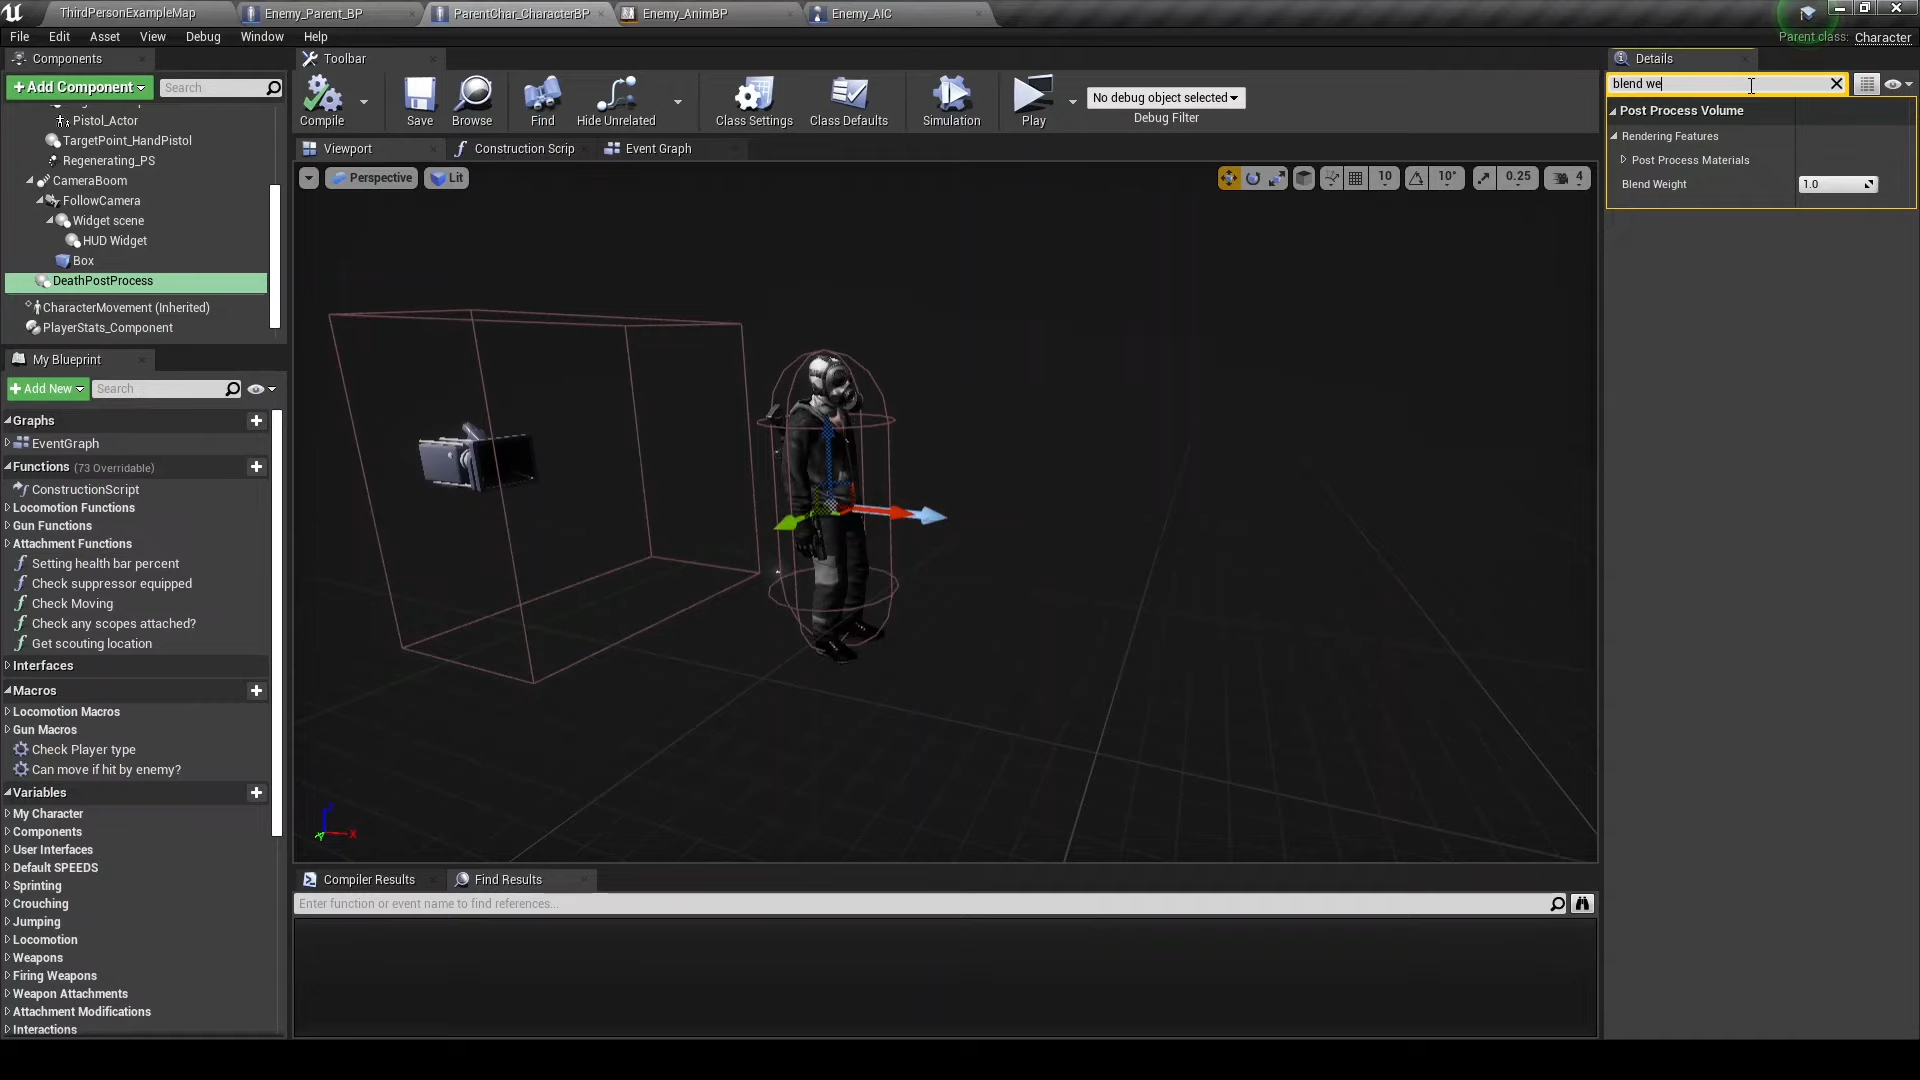 ThirdPersonExampleMap
Enemy_Parent_BP
ParentChar_CharacterBP
Enemy_AnimBP
Enemy_AIC
File
Edit
Asset
View
Debug
Window
Help
Parent class:
Character
Components
+ Add Component
Search
Pistol_Actor
TargetPoint_HandPistol
Regenerating_PS
CameraBoom
FollowCamera
Widget scene
HUD Widget
Box
DeathPostProcess
CharacterMovement (Inherited)
PlayerStats_Component
My Blueprint
+ Add New
Search
Graphs
EventGraph
Functions (73 Overridable)
ConstructionScript
Locomotion Functions
Gun Functions
Attachment Functions
Setting health bar percent
Check suppressor equipped
Check Moving
Check any scopes attached?
Get scouting location
Interfaces
Macros
Locomotion Macros
Gun Macros
Check Player type
Can move if hit by enemy?
Variables
My Character
Components
User Interfaces
Default SPEEDS
Sprinting
Crouching
Jumping
Locomotion
Weapons
Firing Weapons
Weapon Attachments
Attachment Modifications
Interactions
Toolbar
Compile
Save
Browse
Find
Hide Unrelated
Class Settings
Class Defaults
Simulation
Play
No debug object selected
Debug Filter
Viewport
Construction Scrip
Event Graph
Perspective
Lit
10
10°
0.25
4
X
Compiler Results
Find Results
Enter function or event name to find references...
Details
blend we
Post Process Volume
Rendering Features
Post Process Materials
Blend Weight
1.0